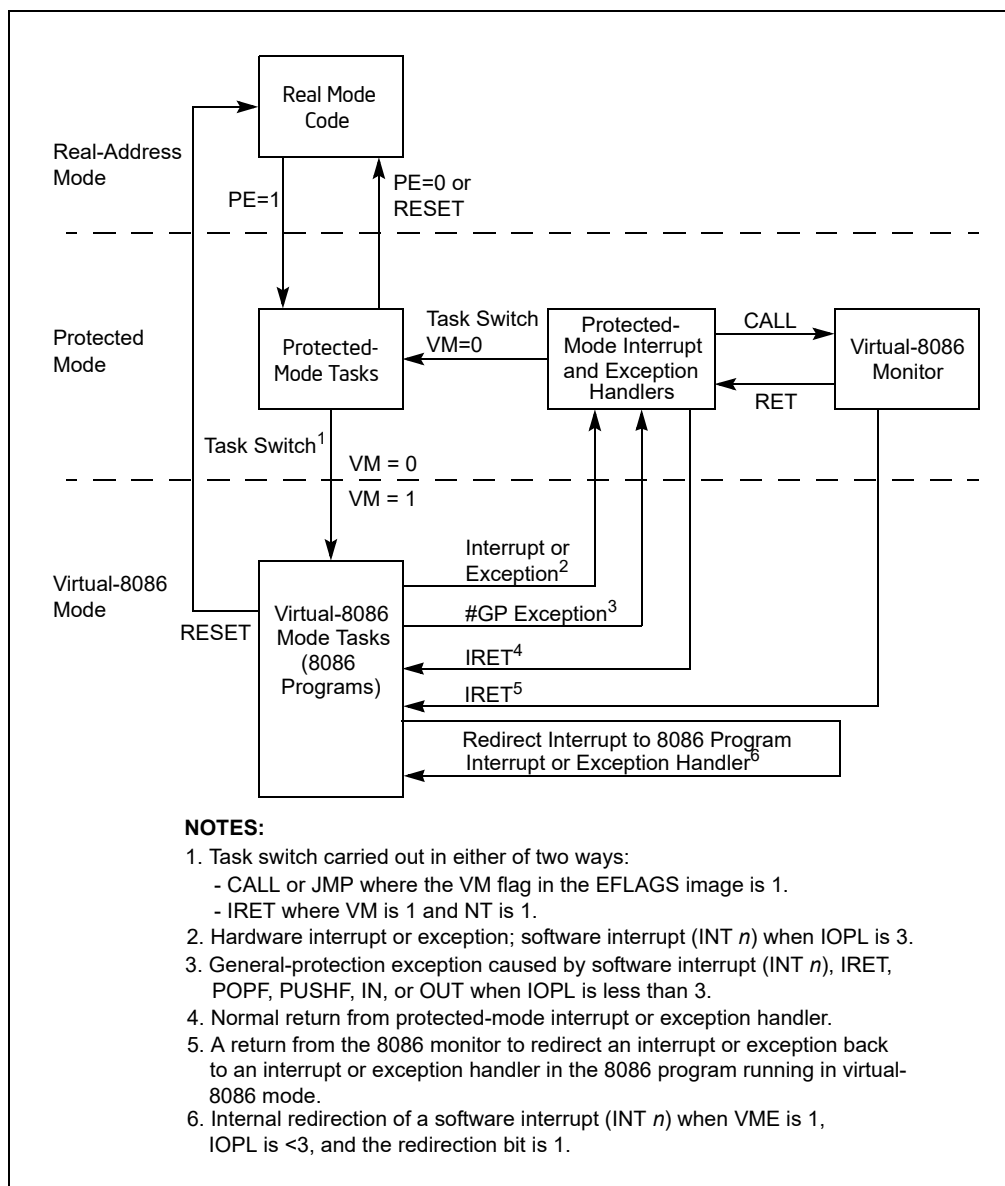 Real Mode
Code
Real-Address
Mode
PE=1
PE=0 or
RESET
Protected
Mode
Protected-
Mode Tasks
Task Switch
VM=0
Protected-
Mode Interrupt
and Exception
Handlers
CALL
RET
Virtual-8086
Monitor
Task Switch1
VM = 0
VM = 1
Virtual-8086
Mode
RESET
Virtual-8086
Mode Tasks
(8086
Programs)
Interrupt or
Exception2
#GP Exception3
IRET4
IRET5
Redirect Interrupt to 8086 Program
Interrupt or Exception Handler6
NOTES:
1. Task switch carried out in either of two ways:
- CALL or JMP where the VM flag in the EFLAGS image is 1.
- IRET where VM is 1 and NT is 1.
2. Hardware interrupt or exception; software interrupt (INT n) when IOPL is 3.
3. General-protection exception caused by software interrupt (INT n), IRET,
POPF, PUSHF, IN, or OUT when IOPL is less than 3.
4. Normal return from protected-mode interrupt or exception handler.
5. A return from the 8086 monitor to redirect an interrupt or exception back
to an interrupt or exception handler in the 8086 program running in virtual-
8086 mode.
6. Internal redirection of a software interrupt (INT n) when VME is 1,
IOPL is <3, and the redirection bit is 1.